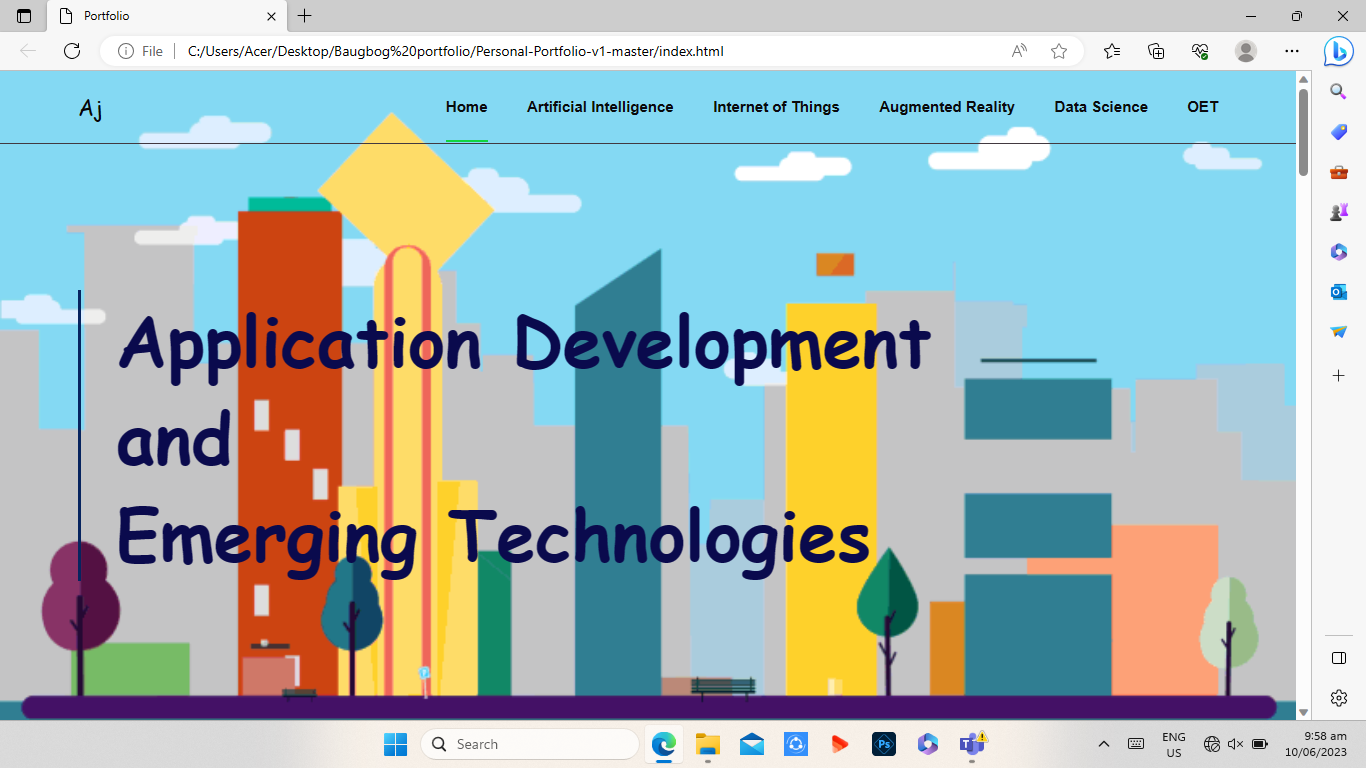 Portfolio
File
C:/Users/Acer/Desktop/Baugbog%20portfolio/Personal-Portfolio-v1-master/index.html
Aj
Home Artificial Intelligence Internet of Things Augmented Reality Data Science OET
Application Development
and
Emerging Technologies
Search
Ps
ENG
US
9:58 am
10/06/2023